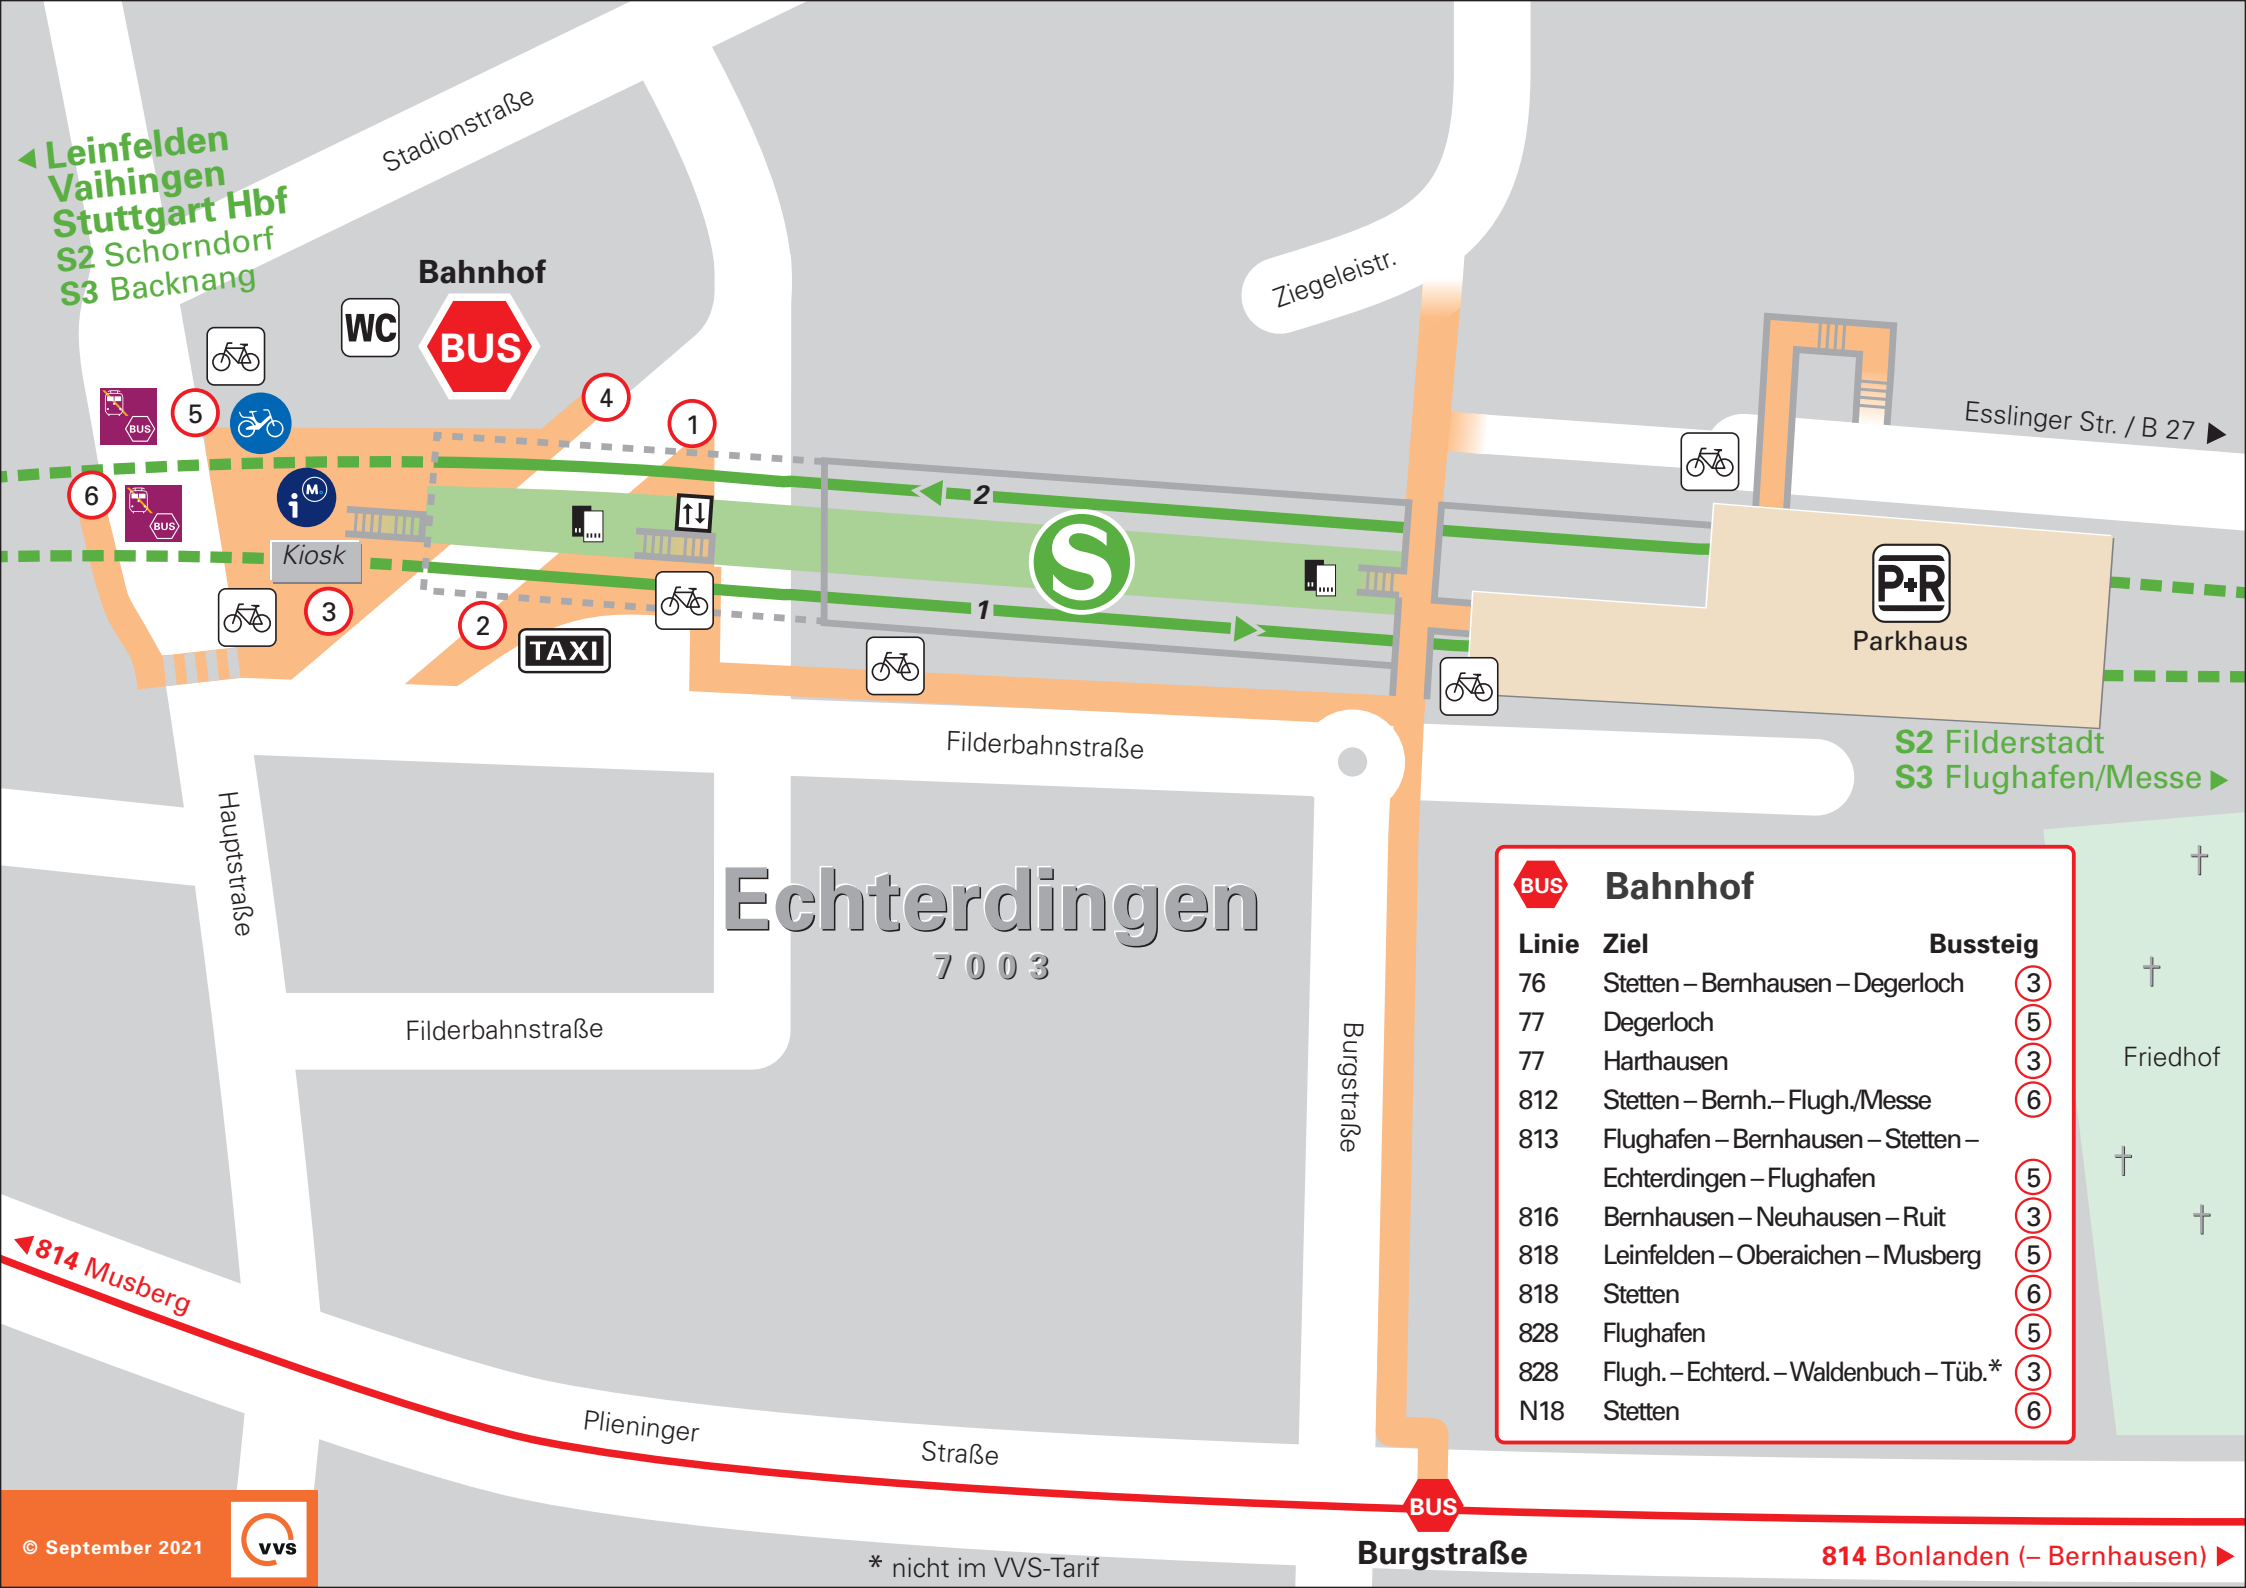 Stadionstraße
Leinfelden
Vaihingen
Stuttgart Hbf
S2 Schorndorf
S3 Backnang
Bahnhof
WC
BUS
Ziegeleistr.
Esslinger Str. / B 27
4
1
5
BUS
6
BUS
i M
Kiosk
3
2
TAXI
2
S
1
P+R
Parkhaus
S2 Filderstadt
S3 Flughafen/Messe
Filderbahnstraße
Hauptstraße
Echterdingen
7003
Filderbahnstraße
Burgstraße
Friedhof
BUS Bahnhof
Linie Ziel Bussteig
76 Stetten – Bernhausen – Degerloch 3
77 Degerloch 5
77 Harthausen 3
812 Stetten – Bernh. – Flugh./Messe 6
813 Flughafen – Bernhausen – Stetten –
Echterdingen – Flughafen 5
816 Bernhausen – Neuhausen – Ruit 3
818 Leinfelden – Oberaichen – Musberg 5
818 Stetten 6
828 Flughafen 5
828 Flugh. – Echterd. – Waldenbuch – Tüb.* 3
N18 Stetten 6
814 Musberg
Plieninger Straße
BUS
Burgstraße
814 Bonlanden (– Bernhausen)
* nicht im VVS-Tarif
© September 2021
vvs